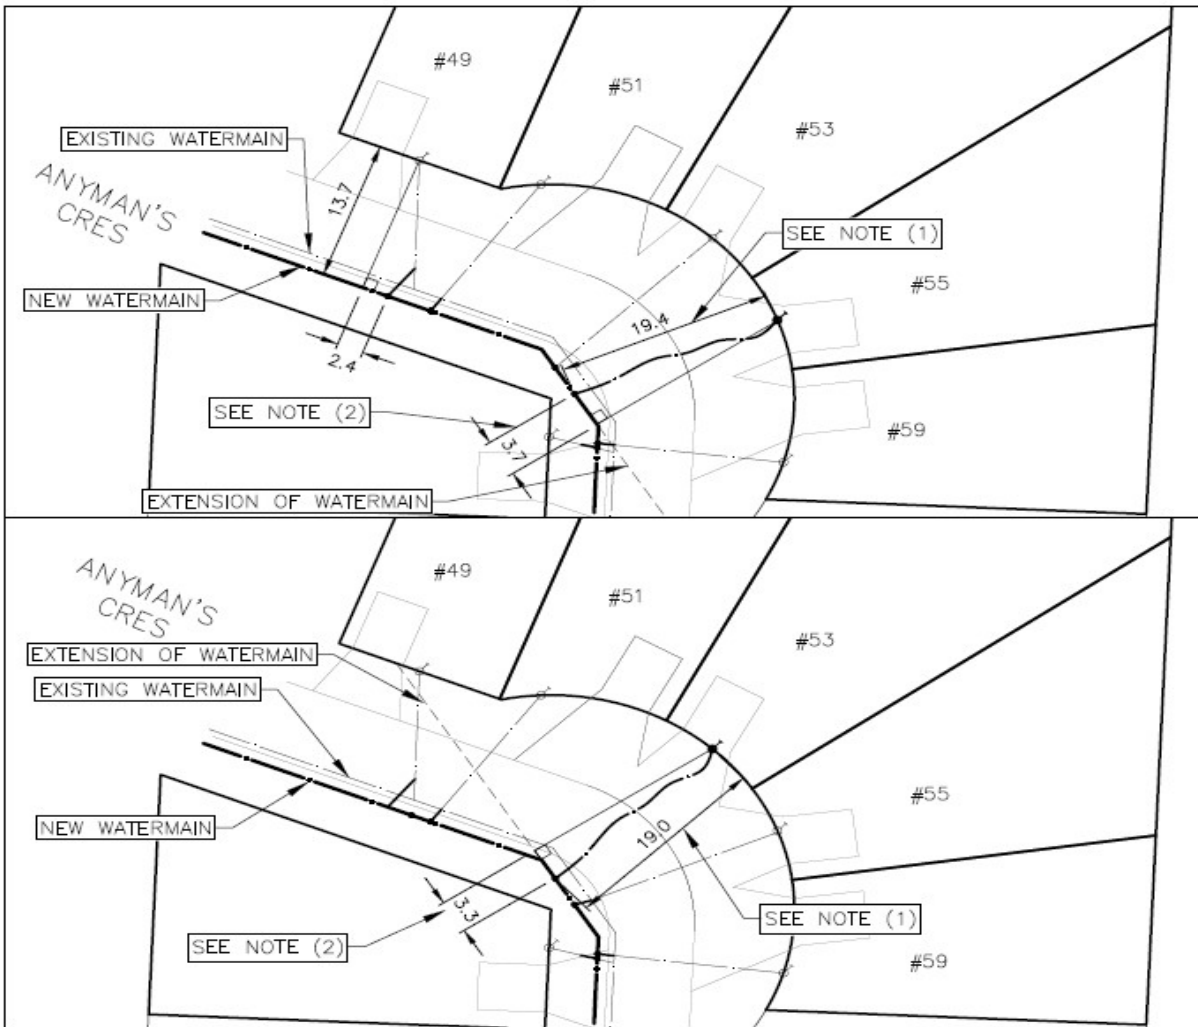 #49
#51
#53
EXISTING WATERMAIN
ANYMAN'S
CRES
13.7
SEE NOTE (1)
NEW WATERMAIN
#55
19.4
2.4
SEE NOTE (2)
3.7
#59
EXTENSION OF WATERMAIN
ANYMAN'S
CRES
#49
#51
#53
EXTENSION OF WATERMAIN
EXISTING WATERMAIN
#55
NEW WATERMAIN
19.0
3.3
SEE NOTE (1)
SEE NOTE (2)
#59